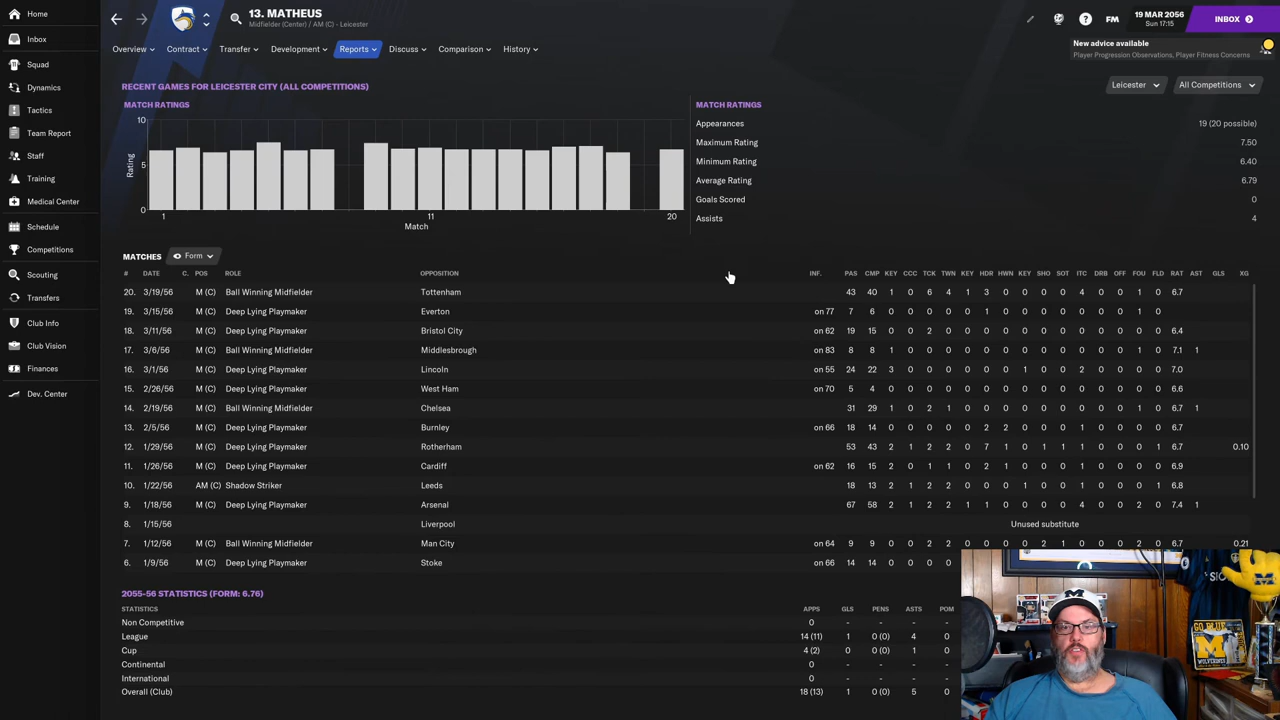 13. MATHEUS
Midfielder (Center) / AM (C) - Leicester
19 MAR 2056
SUN 17:15
INBOX
FM
New advice available
Player Progression Observations, Player Fitness Concerns
Home
Inbox
Squad
Dynamics
Tactics
Team Report
Staff
Training
Medical Center
Schedule
Competitions
Scouting
Transfers
Club Info
Club Vision
Finances
Dev. Center
Overview Contract Transfer Development Reports Discuss Comparison History
RECENT GAMES FOR LEICESTER CITY (ALL COMPETITIONS)
Leicester All Competitions
MATCH RATINGS
10
5
0
Rating
1 11 20
Match
MATCH RATINGS
Appearances 19 (20 possible)
Maximum Rating 7.50
Minimum Rating 6.40
Average Rating 6.79
Goals Scored 0
Assists 4
MATCHES Form
# DATE C. POS ROLE OPPOSITION INF. PAS CMP KEY CCC TCK TWN KEY HDR HWN KEY SHO SOT ITC DRB OFF FOU FLD RAT AST GLS XG
20. 3/19/56 M (C) Ball Winning Midfielder Tottenham 43 40 1 0 6 4 1 3 0 0 0 0 4 0 0 1 0 6.7
19. 3/15/56 M (C) Deep Lying Playmaker Everton on 77 7 6 0 0 0 0 0 1 0 0 0 0 0 0 0 1 0
18. 3/11/56 M (C) Deep Lying Playmaker Bristol City on 62 19 15 0 0 2 0 0 0 0 0 0 0 0 0 0 0 0 6.4
17. 3/6/56 M (C) Ball Winning Midfielder Middlesbrough on 83 8 8 1 0 0 0 0 0 0 0 0 0 0 0 0 1 0 7.1 1
16. 3/1/56 M (C) Deep Lying Playmaker Lincoln on 55 24 22 3 0 0 0 0 0 0 1 0 0 2 0 0 0 0 7.0
15. 2/26/56 M (C) Deep Lying Playmaker West Ham on 70 5 4 0 0 0 0 0 0 0 0 0 0 0 0 0 0 0 6.6
14. 2/19/56 M (C) Ball Winning Midfielder Chelsea 31 29 1 0 2 1 0 0 0 0 0 0 0 0 0 1 0 6.7 1
13. 2/5/56 M (C) Deep Lying Playmaker Burnley on 66 18 14 0 0 0 0 0 2 2 0 0 0 1 0 0 0 0 6.7
12. 1/29/56 M (C) Deep Lying Playmaker Rotherham 53 43 2 1 2 2 0 7 1 0 1 1 0 0 0 0 1 6.7 0.10
11. 1/26/56 M (C) Deep Lying Playmaker Cardiff on 62 16 15 2 0 1 1 0 2 1 0 0 0 1 0 0 0 0 6.9
10. 1/22/56 AM (C) Shadow Striker Leeds 18 13 2 1 2 2 0 0 0 1 0 0 1 0 0 0 1 6.8
9. 1/18/56 M (C) Deep Lying Playmaker Arsenal 67 58 2 1 2 2 1 1 0 0 0 0 4 0 0 2 0 7.4 1
8. 1/15/56 Liverpool Unused substitute
7. 1/12/56 M (C) Ball Winning Midfielder Man City on 64 9 9 0 0 2 2 0 0 0 0 2 1 0 0 0 2 0 6.7 0.21
6. 1/9/56 M (C) Deep Lying Playmaker Stoke on 66 14 14 0 0 0 0
2055-56 STATISTICS (FORM: 6.76)
STATISTICS APPS GLS PENS ASTS POM
Non Competitive 0 - - - -
League 14 (11) 1 0 (0) 4 0
Cup 4 (2) 0 0 (0) 1 0
Continental 0 - - - -
International 0 - - - -
Overall (Club) 18 (13) 1 0 (0) 5 0
GO BLUE
M
WOLVERINES
M